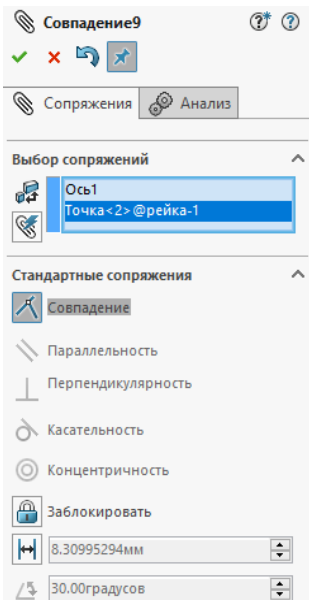 Совпадение9
Сопряжения Анализ
Выбор сопряжений
Ось1
Точка<2>@рейка-1
Стандартные сопряжения
Совпадение
Параллельность
Перпендикулярность
Касательность
Концентричность
Заблокировать
8.30995294мм
30.00градусов